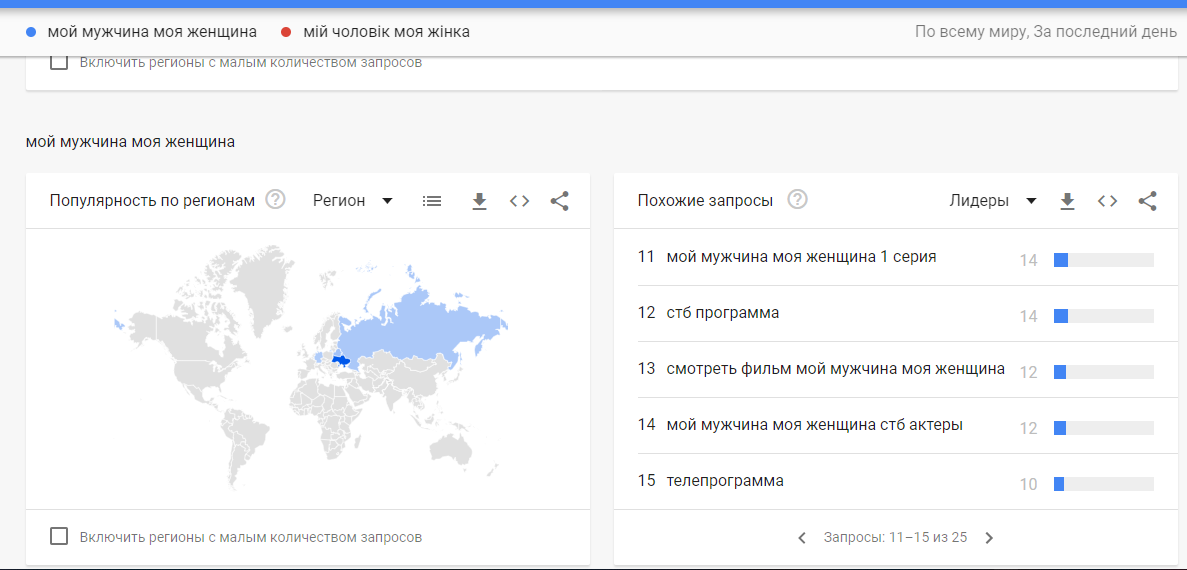 мой мужчина моя женщина мій чоловік моя жінка По всему миру, За последний день
Включить регионы с малым количеством запросов
мой мужчина моя женщина
Популярность по регионам ? Регион
Похожие запросы ? Лидеры
11 мой мужчина моя женщина 1 серия 14
12 стб программа 14
13 смотреть фильм мой мужчина моя женщина 12
14 мой мужчина моя женщина стб актеры 12
15 телепрограмма 10
Включить регионы с малым количеством запросов
Запросы: 11–15 из 25